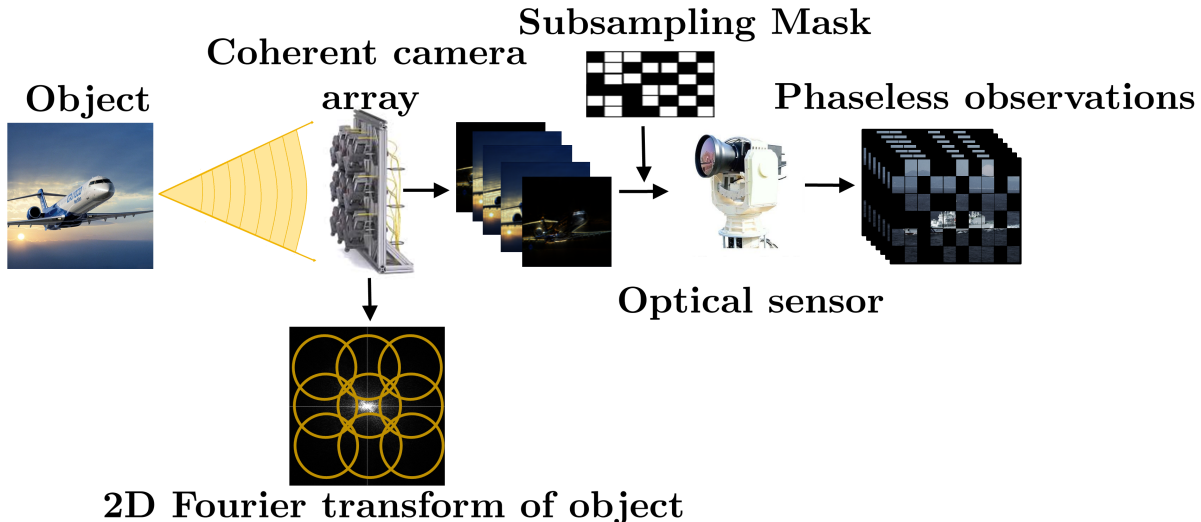 Subsampling Mask
Coherent camera
array
Object
Phaseless observations
Optical sensor
2D Fourier transform of object